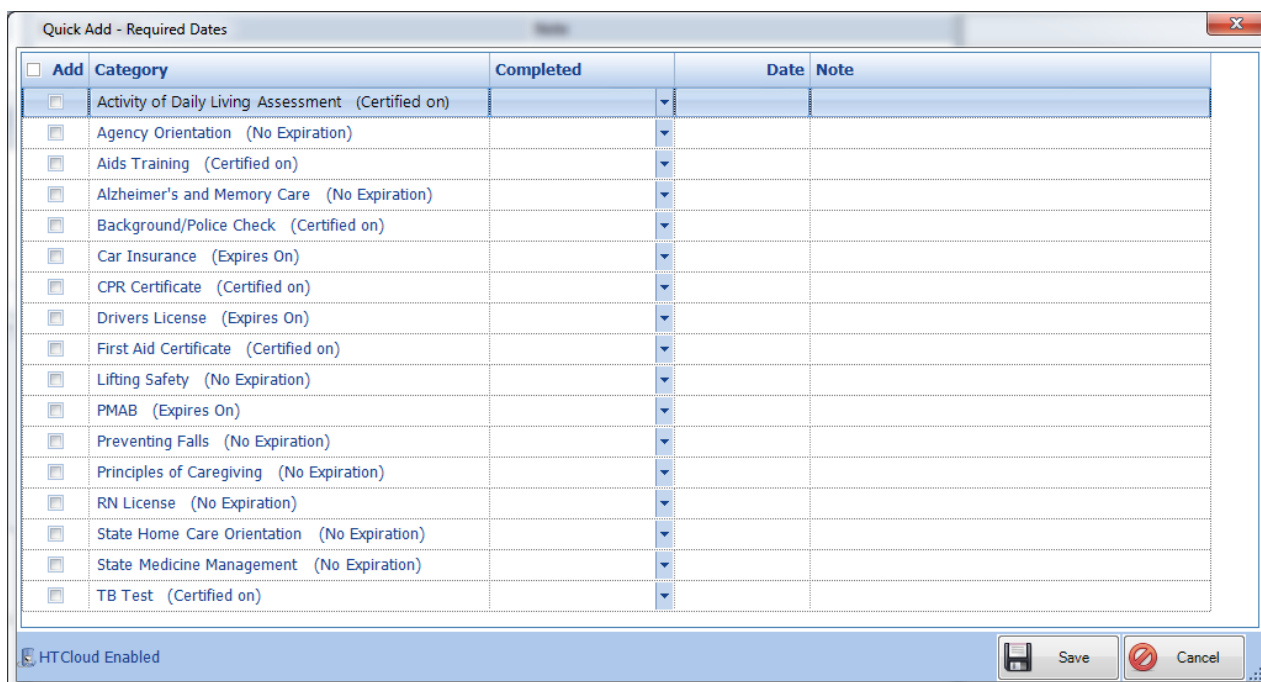 Quick Add - Required Dates
Add Category Completed Date Note
Activity of Daily Living Assessment (Certified on)
Agency Orientation (No Expiration)
Aids Training (Certified on)
Alzheimer's and Memory Care (No Expiration)
Background/Police Check (Certified on)
Car Insurance (Expires On)
CPR Certificate (Certified on)
Drivers License (Expires On)
First Aid Certificate (Certified on)
Lifting Safety (No Expiration)
PMAB (Expires On)
Preventing Falls (No Expiration)
Principles of Caregiving (No Expiration)
RN License (No Expiration)
State Home Care Orientation (No Expiration)
State Medicine Management (No Expiration)
TB Test (Certified on)
HTCloud Enabled Save Cancel